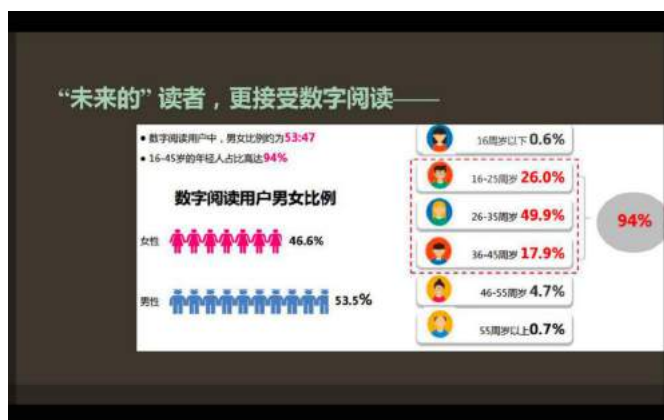 “未来的” 读者，更接受数字阅读——
• 数字阅读用户中，男女比例约为53:47
• 16-45岁的年轻人占比高达94%
数字阅读用户男女比例
女性 46.6%
男性 53.5%
16周岁以下 0.6%
16-25周岁 26.0%
26-35周岁 49.9%
36-45周岁 17.9%
46-55周岁 4.7%
55周岁以上 0.7%
94%